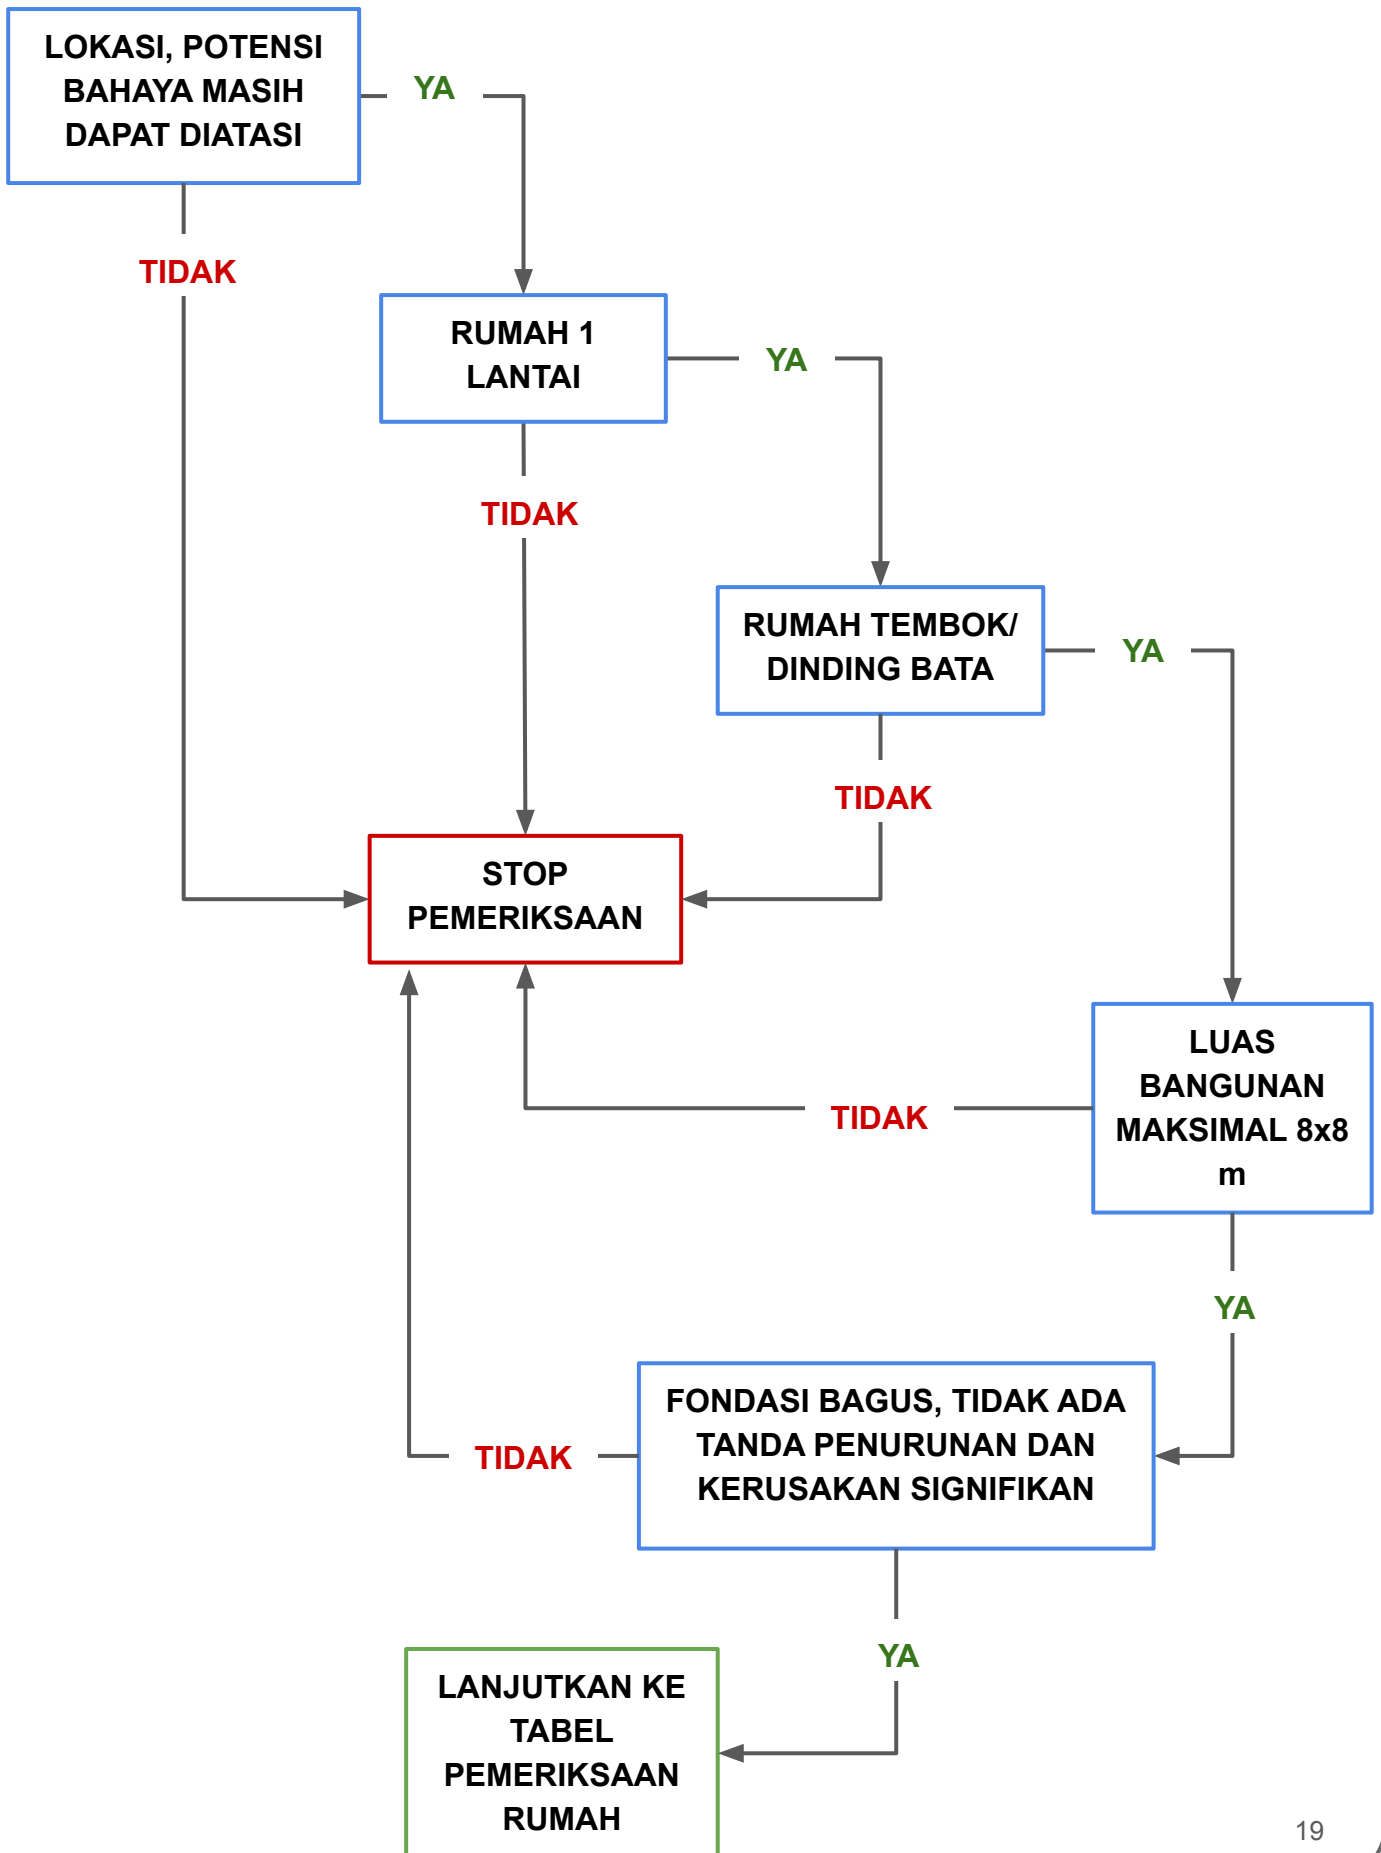 LOKASI, POTENSI
BAHAYA MASIH
DAPAT DIATASI
YA
TIDAK
RUMAH 1
LANTAI
YA
TIDAK
RUMAH TEMBOK/
DINDING BATA
YA
TIDAK
STOP
PEMERIKSAAN
LUAS
BANGUNAN
MAKSIMAL 8x8
m
TIDAK
YA
FONDASI BAGUS, TIDAK ADA
TANDA PENURUNAN DAN
KERUSAKAN SIGNIFIKAN
TIDAK
YA
LANJUTKAN KE
TABEL
PEMERIKSAAN
RUMAH
19